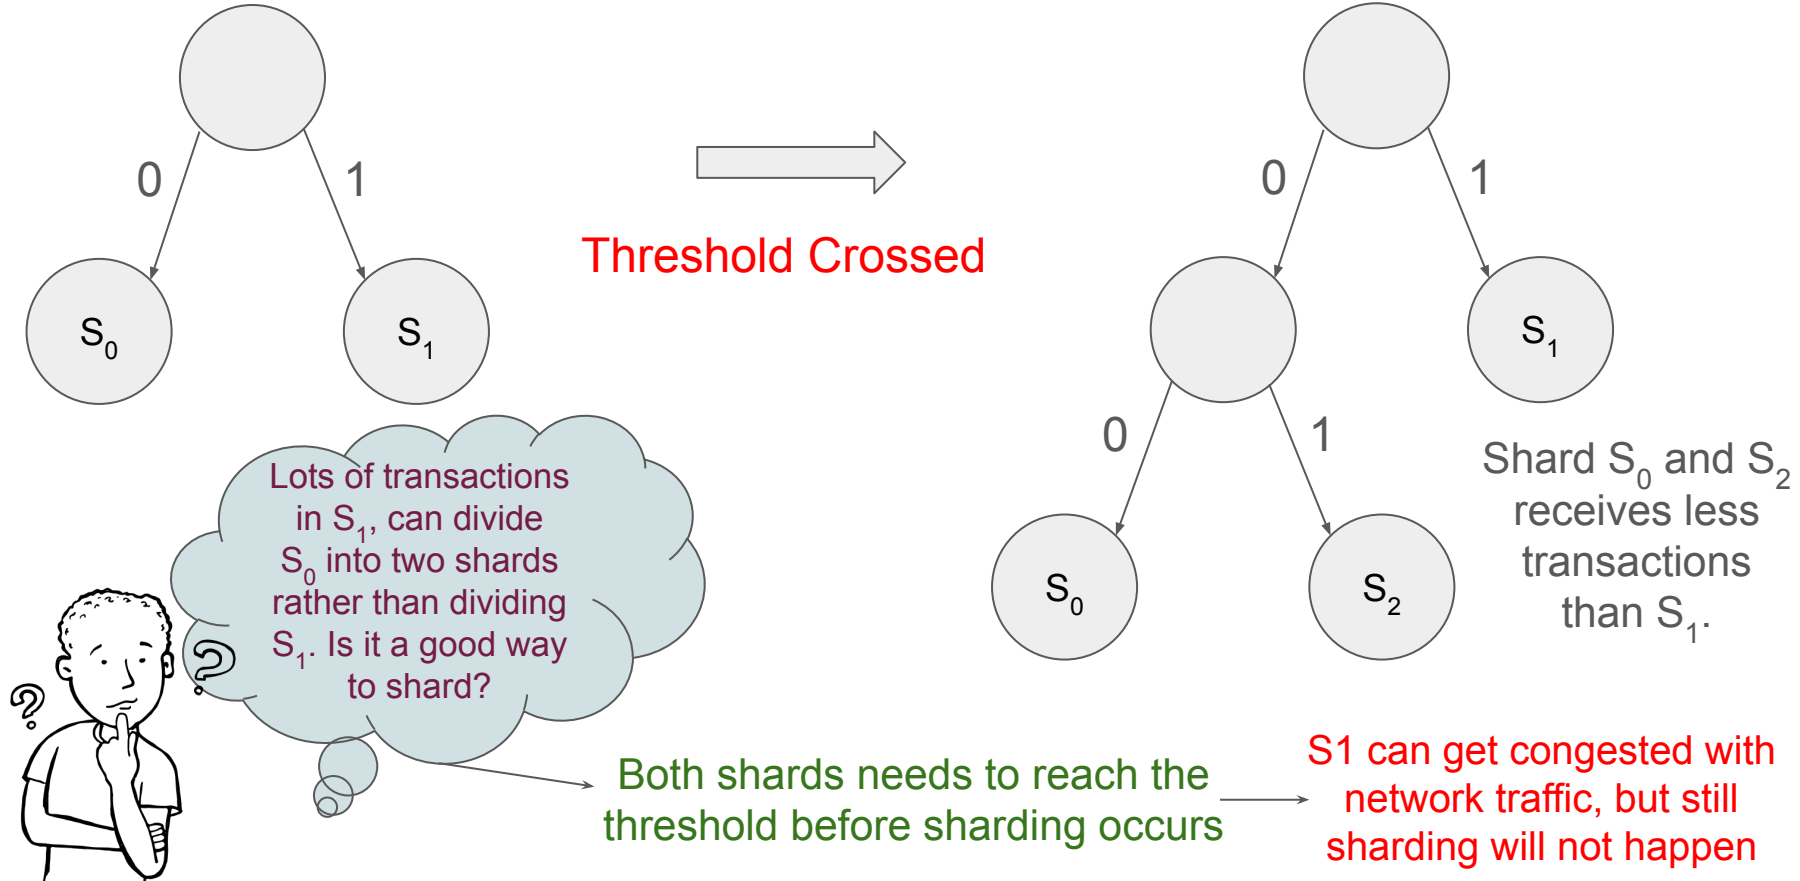 0
1
S0
S1
Threshold Crossed
0
1
S1
0
1
S0
S2
Shard S0 and S2
receives less
transactions
than S1.
Lots of transactions
in S1, can divide
S0 into two shards
rather than dividing
S1. Is it a good way
to shard?
?
?
Both shards needs to reach the
threshold before sharding occurs
S1 can get congested with
network traffic, but still
sharding will not happen